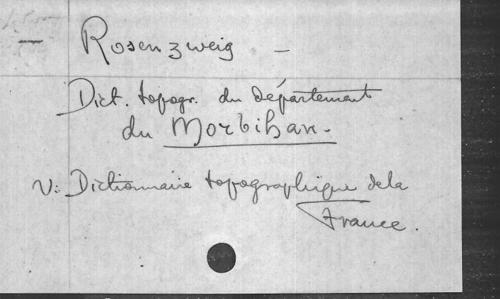 — Rosenzweig —
Dict. topogr. du département
du Morbihan.
V: Dictionnaire topographique de la
France.